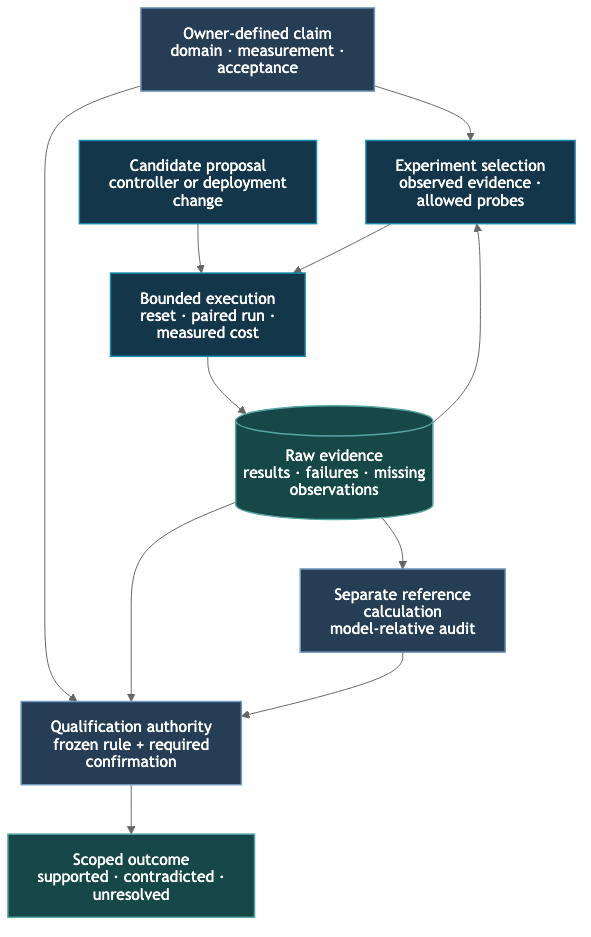 Owner-defined claim
domain · measurement ·
acceptance
Candidate proposal
controller or deployment
change
Experiment selection
observed evidence ·
allowed probes
Bounded execution
reset · paired run ·
measured cost
Raw evidence
results · failures · missing
observations
Separate reference
calculation
model-relative audit
Qualification authority
frozen rule + required
confirmation
Scoped outcome
supported · contradicted ·
unresolved